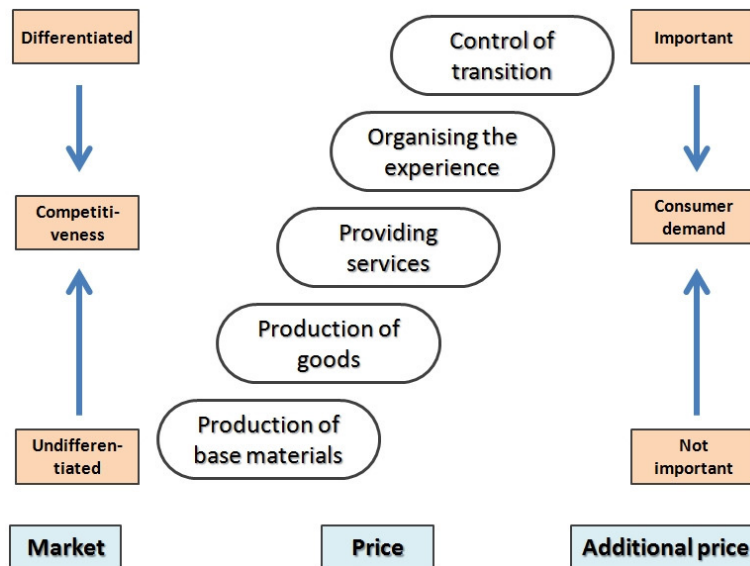 Differentiated
Control of
transition
Important
Organising the
experience
Competiti-
veness
Consumer
demand
Providing
services
Production of
goods
Undifferen-
tiated
Production of
base materials
Not
important
Market
Price
Additional price